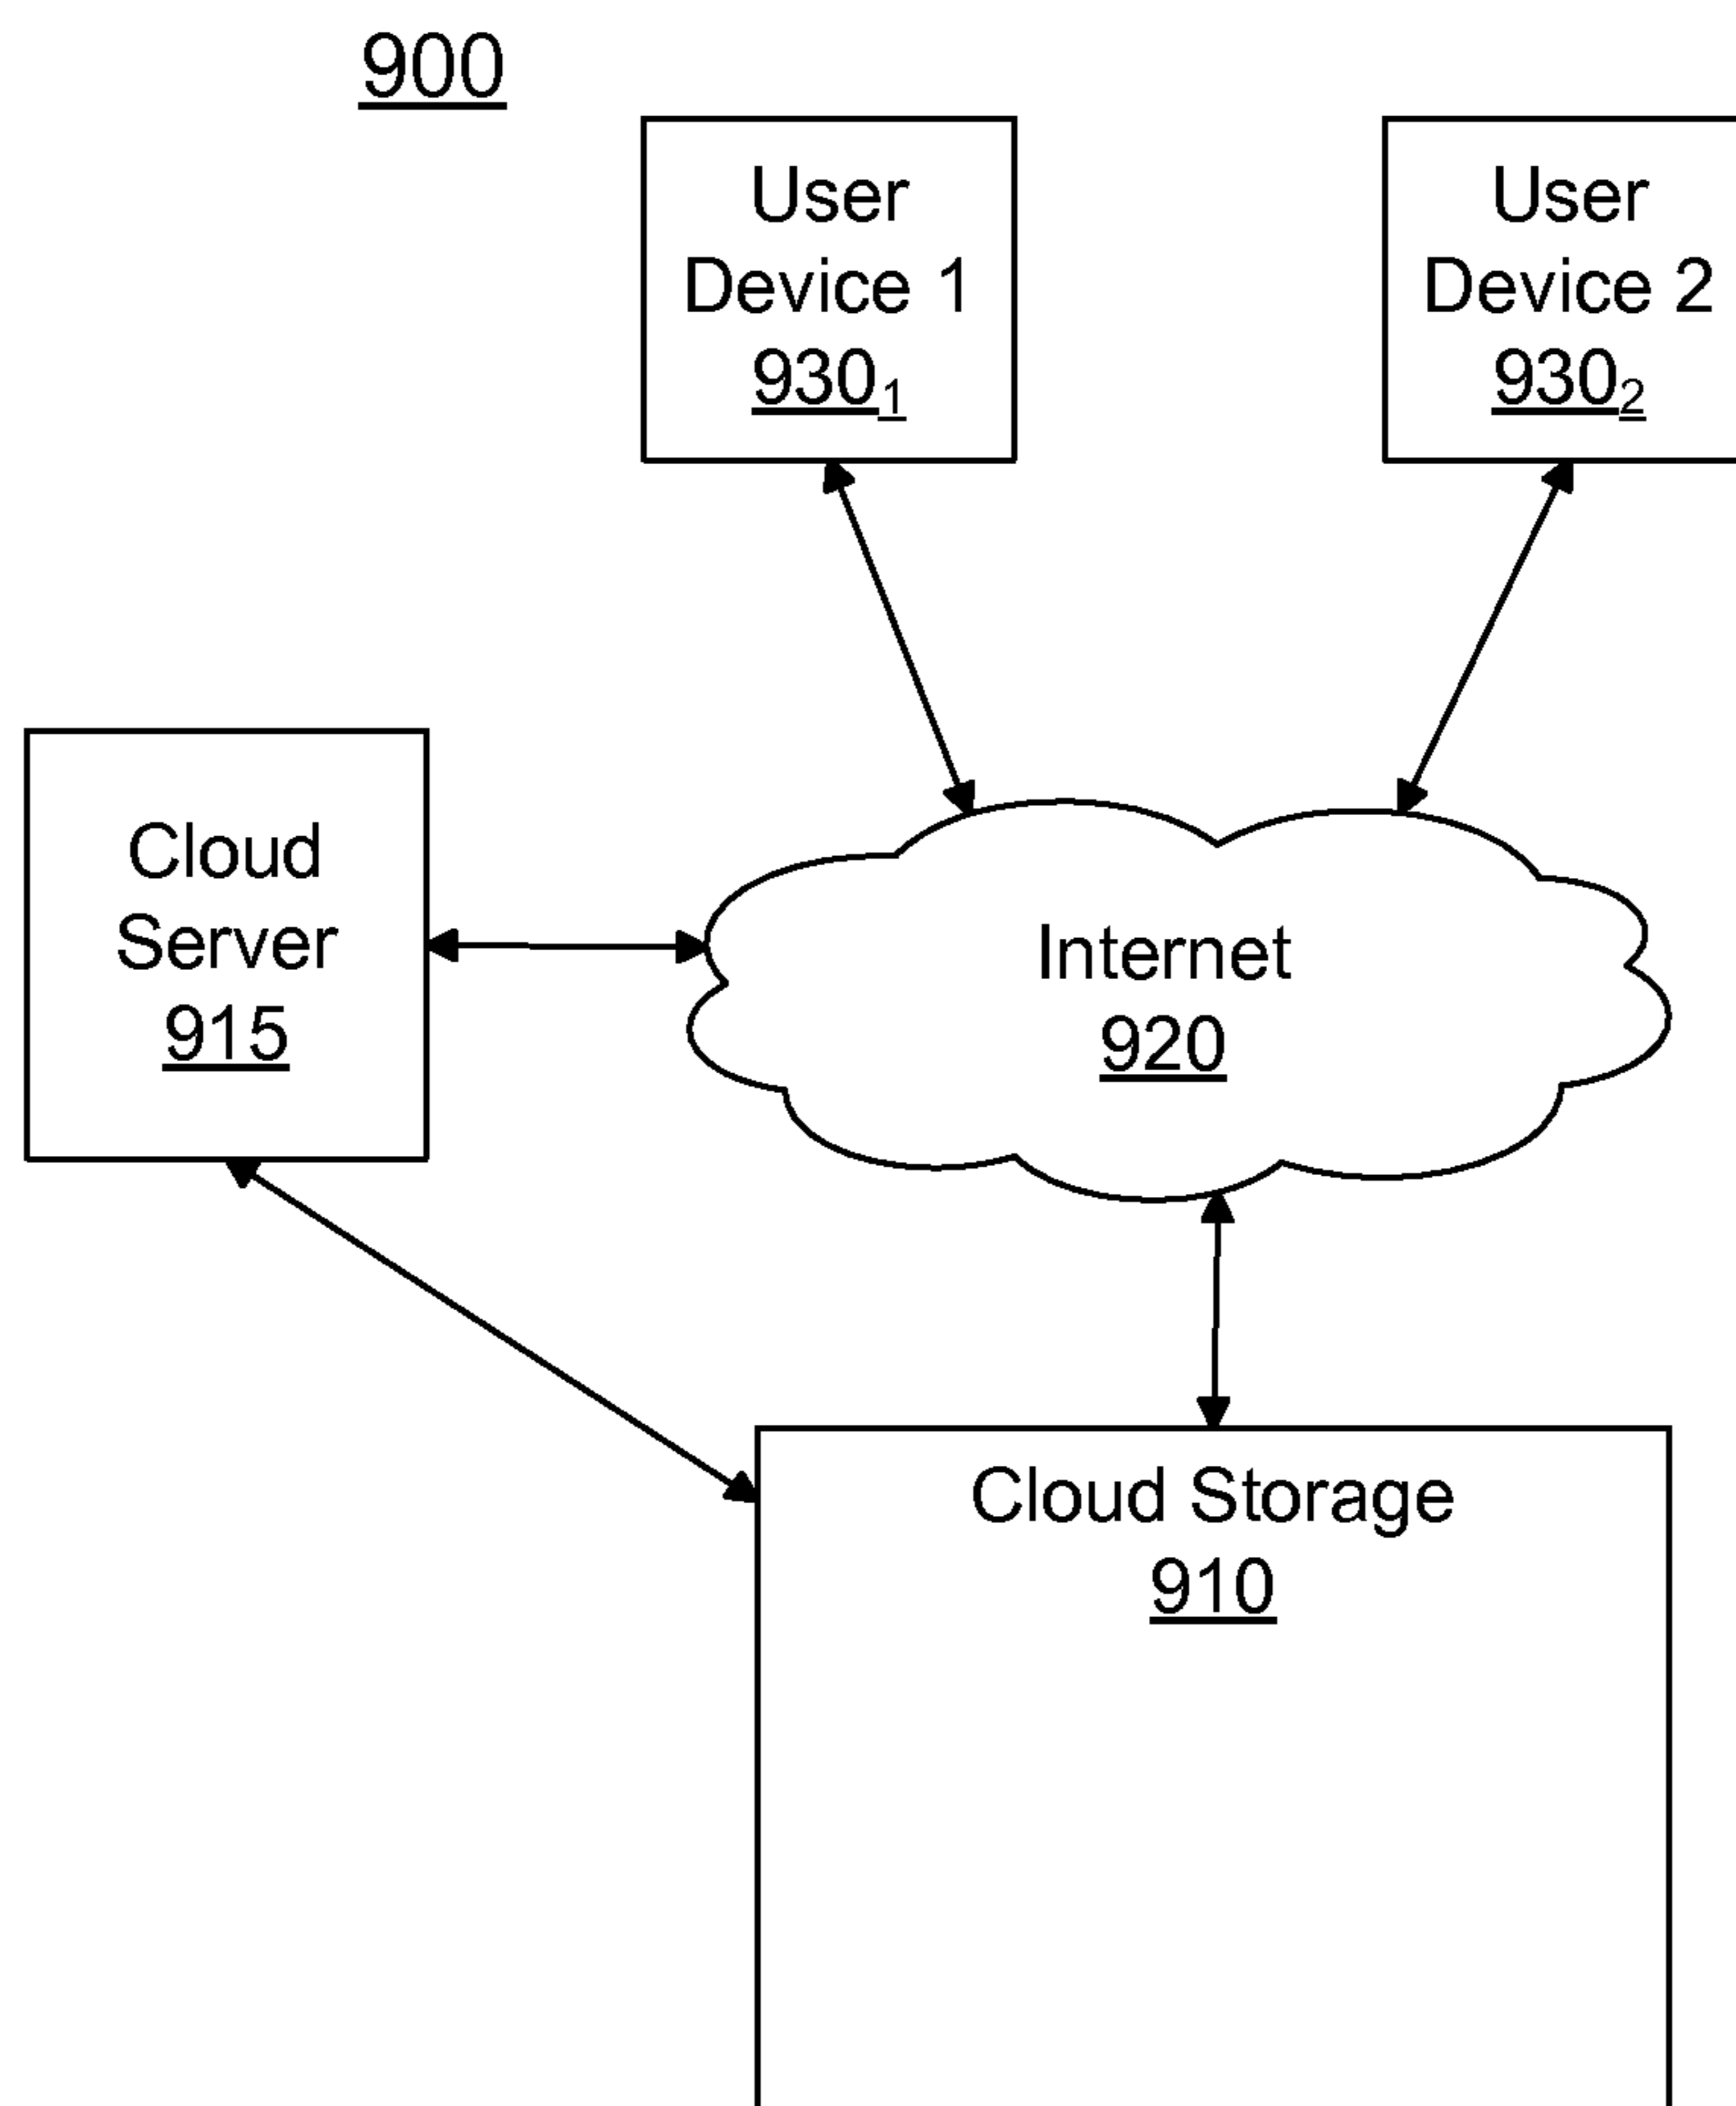 900
User
Device 1
930₁
User
Device 2
930₂
Cloud
Server
915
Internet
920
Cloud Storage
910